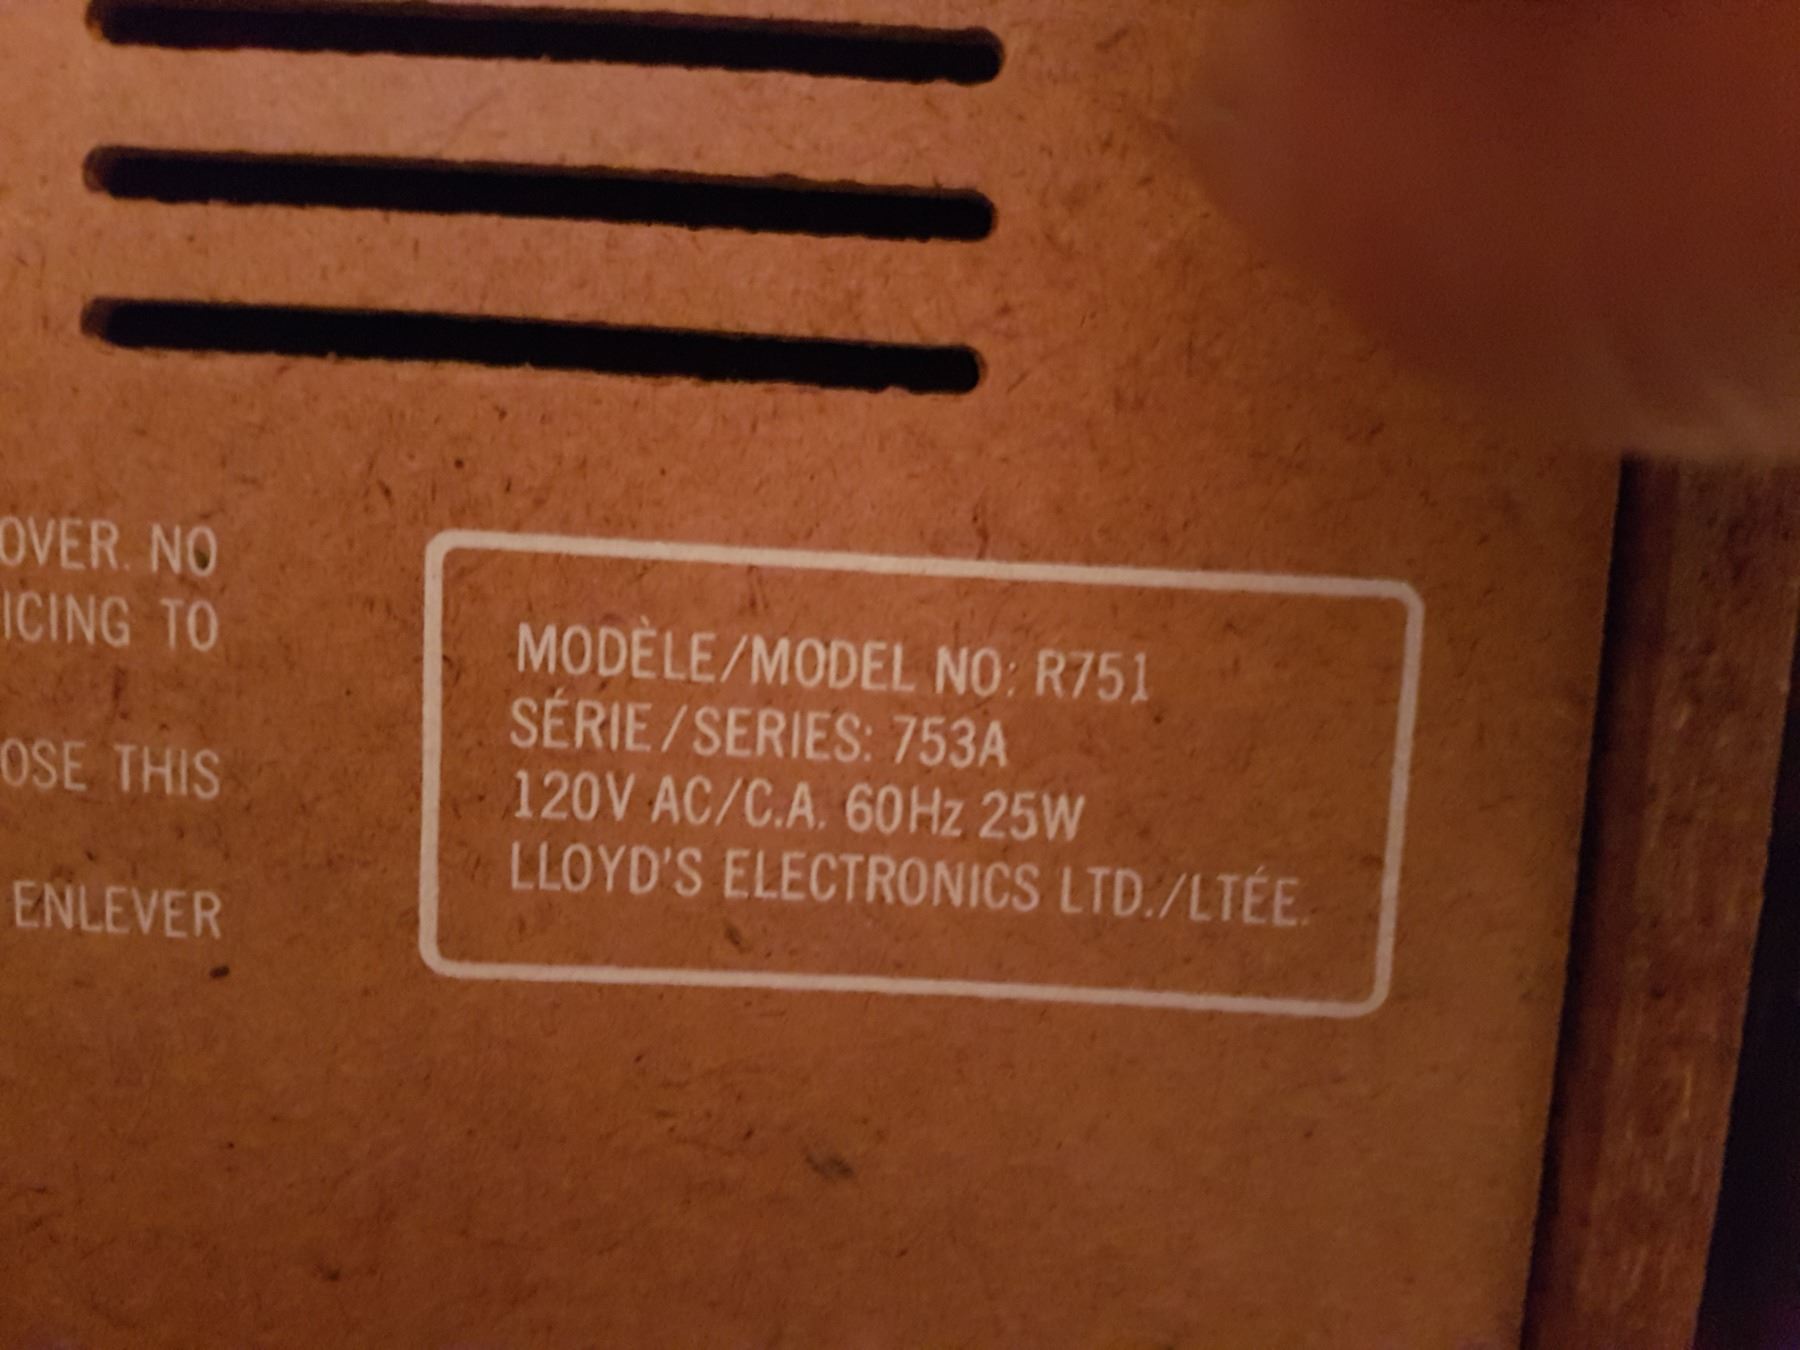 OVER. NO
ICING TO
OSE THIS
ENLEVER
MODÈLE/MODEL NO: R751
SÉRIE/SERIES: 753A
120V AC/C.A. 60Hz 25W
LLOYD'S ELECTRONICS LTD./LTÉE.